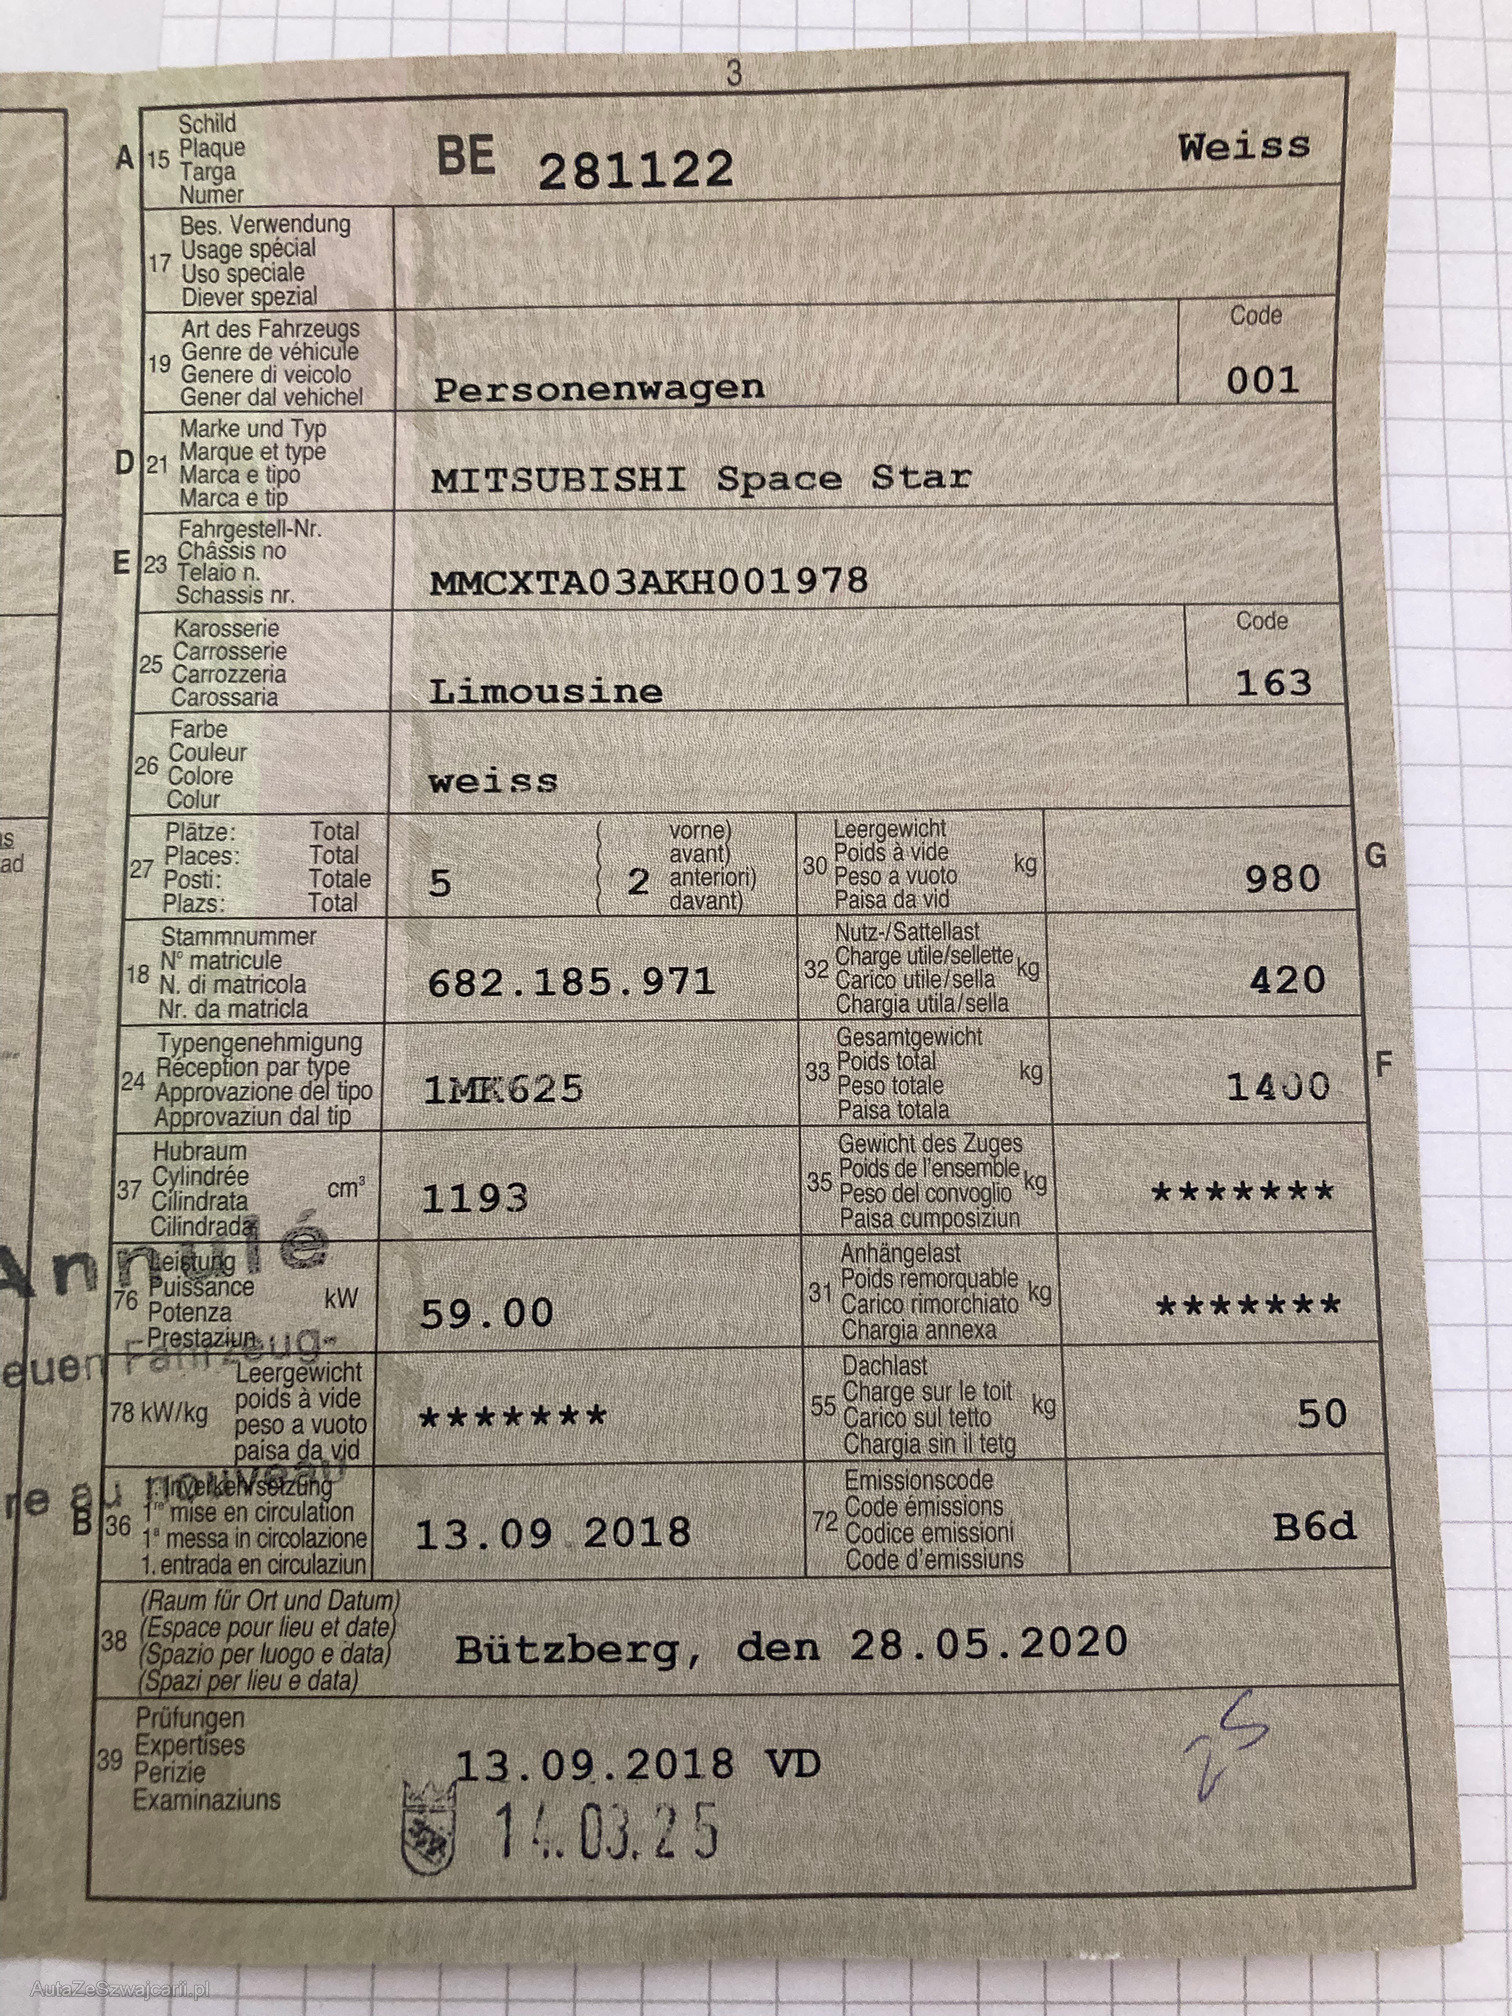 3
A 15 Schild
Plaque
Targa
Numer
BE 281122 Weiss
17 Bes. Verwendung
Usage spécial
Uso speciale
Diever spezial
19 Art des Fahrzeugs
Genre de véhicule
Genere di veicolo
Gener dal vehichel
Personenwagen
Code
001
D 21 Marke und Typ
Marque et type
Marca e tipo
Marca e tip
MITSUBISHI Space Star
E 23 Fahrgestell-Nr.
Châssis no
Telaio n.
Schassis nr.
MMCXTA03AKH001978
25 Karosserie
Carrosserie
Carrozzeria
Carossaria
Limousine
Code
163
26 Farbe
Couleur
Colore
Colur
weiss
27 Plätze: Total
Places: Total
Posti: Totale
Plazs: Total
5 ( 2 vorne)
avant)
anteriori)
davant)
30 Leergewicht
Poids à vide
Peso a vuoto
Paisa da vid
kg
980
G
18 Stammnummer
N° matricule
N. di matricola
Nr. da matricla
682.185.971
32 Nutz-/Sattellast
Charge utile/sellette
Carico utile/sella
Chargia utila/sella
kg
420
24 Typengenehmigung
Réception par type
Approvazione del tipo
Approvaziun dal tip
1MK625
33 Gesamtgewicht
Poids total
Peso totale
Paisa totala
kg
1400
F
37 Hubraum
Cylindrée
Cilindrata
Cilindrada
cm³
1193
35 Gewicht des Zuges
Poids de l'ensemble
Peso del convoglio
Paisa cumposiziun
kg
*******
Annulé
76 Leistung
Puissance
Potenza
Prestaziun
kW
59.00
31 Anhängelast
Poids remorquable
Carico rimorchiato
Chargia annexa
kg
*******
euen Fahrzeug-
78 kW/kg
Leergewicht
poids à vide
peso a vuoto
paisa da vid
*******
55 Dachlast
Charge sur le toit
Carico sul tetto
Chargia sin il tetg
kg
50
re au nouveau
B 36 1. Inverkehrsetzung
1re mise en circulation
1a messa in circolazione
1. entrada en circulaziun
13.09.2018
72 Emissionscode
Code émissions
Codice emissioni
Code d'emissiuns
B6d
38 (Raum für Ort und Datum)
(Espace pour lieu et date)
(Spazio per luogo e data)
(Spazi per lieu e data)
Bützberg, den 28.05.2020
39 Prüfungen
Expertises
Perizie
Examinaziuns
13.09.2018 VD
14.03.25
ad
AutaZeSzwajcarii.pl